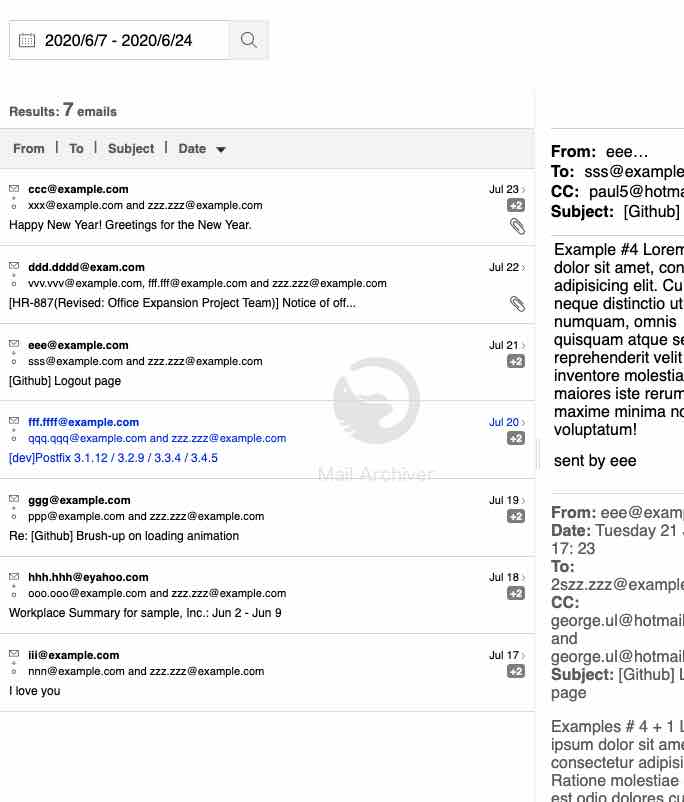 2020/6/7 - 2020/6/24
Results: 7 emails
From | To | Subject | Date
ccc@example.com Jul 23
xxx@example.com and zzz.zzz@example.com +2
Happy New Year! Greetings for the New Year.
ddd.dddd@exam.com Jul 22
vvv.vvv@example.com, fff.fff@example.com and zzz.zzz@example.com
[HR-887(Revised: Office Expansion Project Team)] Notice of off...
eee@example.com Jul 21
sss@example.com and zzz.zzz@example.com +2
[Github] Logout page
fff.ffff@example.com Jul 20
qqq.qqq@example.com and zzz.zzz@example.com +2
[dev]Postfix 3.1.12 / 3.2.9 / 3.3.4 / 3.4.5
Mail Archiver
ggg@example.com Jul 19
ppp@example.com and zzz.zzz@example.com +2
Re: [Github] Brush-up on loading animation
hhh.hhh@eyahoo.com Jul 18
ooo.ooo@example.com and zzz.zzz@example.com +2
Workplace Summary for sample, Inc.: Jun 2 - Jun 9
iii@example.com Jul 17
nnn@example.com and zzz.zzz@example.com +2
I love you
From: eee...
To: sss@example
CC: paul5@hotma
Subject: [Github]
Example #4 Lorem
dolor sit amet, con
adipisicing elit. Cu
neque distinctio ut
numquam, omnis
quisquam atque se
reprehenderit velit
inventore molestia
maiores iste rerum
maxime minima no
voluptatum!
sent by eee
From: eee@examp
Date: Tuesday 21
17: 23
To:
2szz.zzz@example
CC:
george.ul@hotmail
and
george.ul@hotmail
Subject: [Github] L
page
Examples # 4 + 1 L
ipsum dolor sit ame
consectetur adipisi
Ratione molestiae
est odio dolores cu